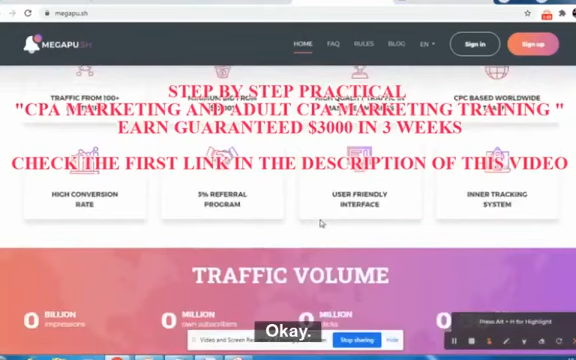 megapu.sh
MEGAPU.SH
HOME
FAQ
RULES
BLOG
EN
Sign in
Sign up
STEP BY STEP PRACTICAL
TRAFFIC FROM 100+
CPC BASED WORLDWIDE
"CPA MARKETING AND ADULT CPA MARKETING TRAINING "
EARN GUARANTEED $3000 IN 3 WEEKS
CHECK THE FIRST LINK IN THE DESCRIPTION OF THIS VIDEO
HIGH CONVERSION
RATE
3% REFERRAL
PROGRAM
USER FRIENDLY
INTERFACE
INNER TRACKING
SYSTEM
TRAFFIC VOLUME
0 BILLION
impressions
0 MILLION
own subscribers
0
0
Press Alt + H for Highlight
Okay.
Video and Screen
Stop sharing
Hide